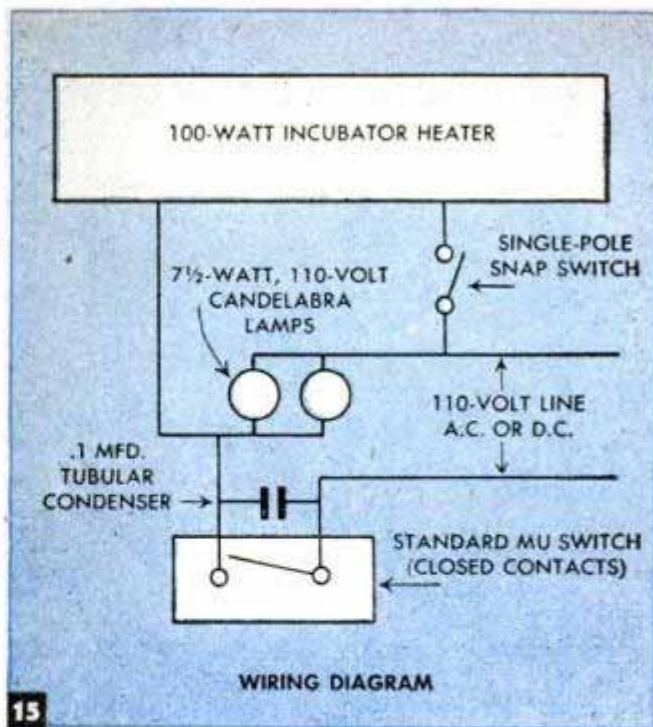 100-WATT INCUBATOR HEATER
SINGLE-POLE
SNAP SWITCH
7½-WATT, 110-VOLT
CANDELABRA
LAMPS
110-VOLT LINE
A.C. OR D.C.
.1 MFD.
TUBULAR
CONDENSER
STANDARD MU SWITCH
(CLOSED CONTACTS)
WIRING DIAGRAM
15